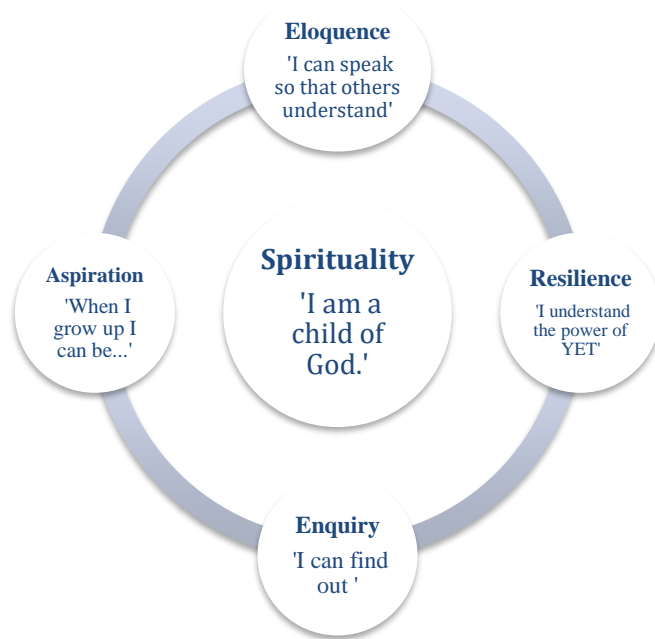 Eloquence
'I can speak
so that others
understand'
Aspiration
'When I
grow up I
can be...'
Spirituality
'I am a
child of
God.'
Resilience
'I understand
the power of
YET'
Enquiry
'I can find
out '